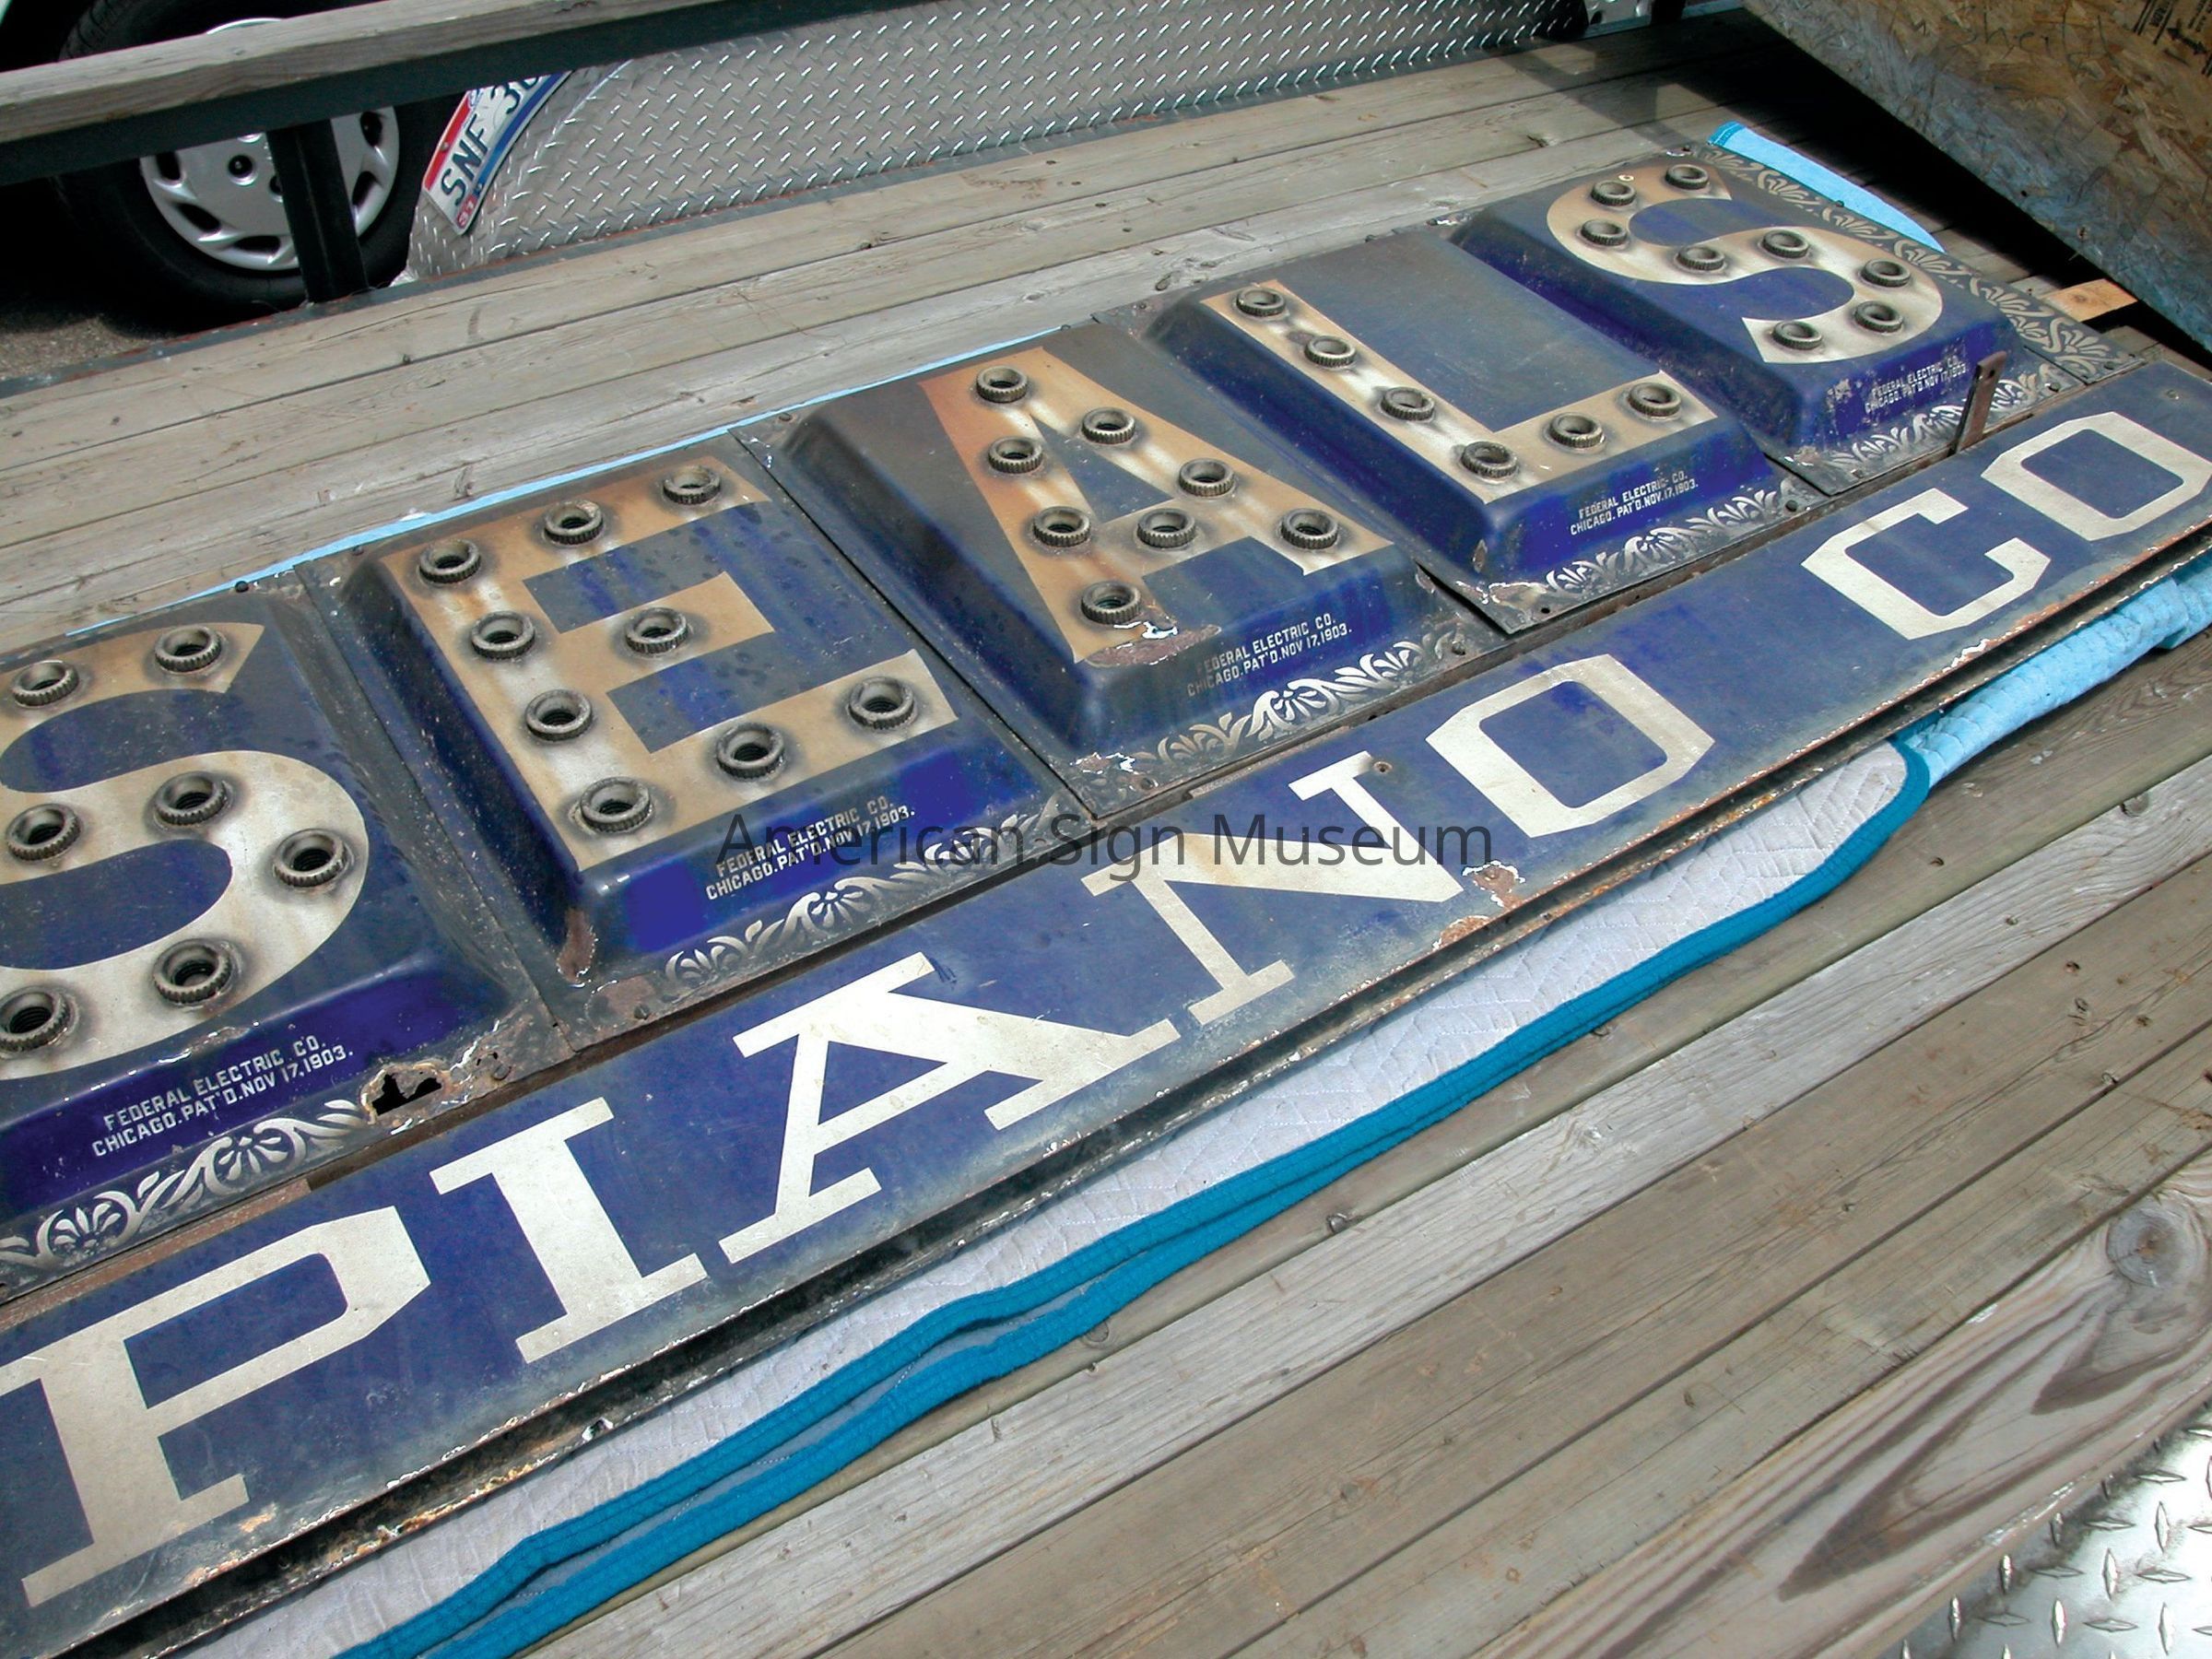 SEALS
FEDERAL ELECTRIC CO.
CHICAGO. PAT'D. NOV 17, 1903.
FEDERAL ELECTRIC CO.
CHICAGO. PAT'D. NOV 17, 1903.
FEDERAL ELECTRIC CO.
CHICAGO. PAT'D. NOV 17, 1903.
FEDERAL ELECTRIC CO.
CHICAGO. PAT'D. NOV. 17, 1903.
FEDERAL ELECTRIC CO.
CHICAGO. PAT'D. NOV 17, 1903.
PIANO CO
American Sign Museum
SNF 30